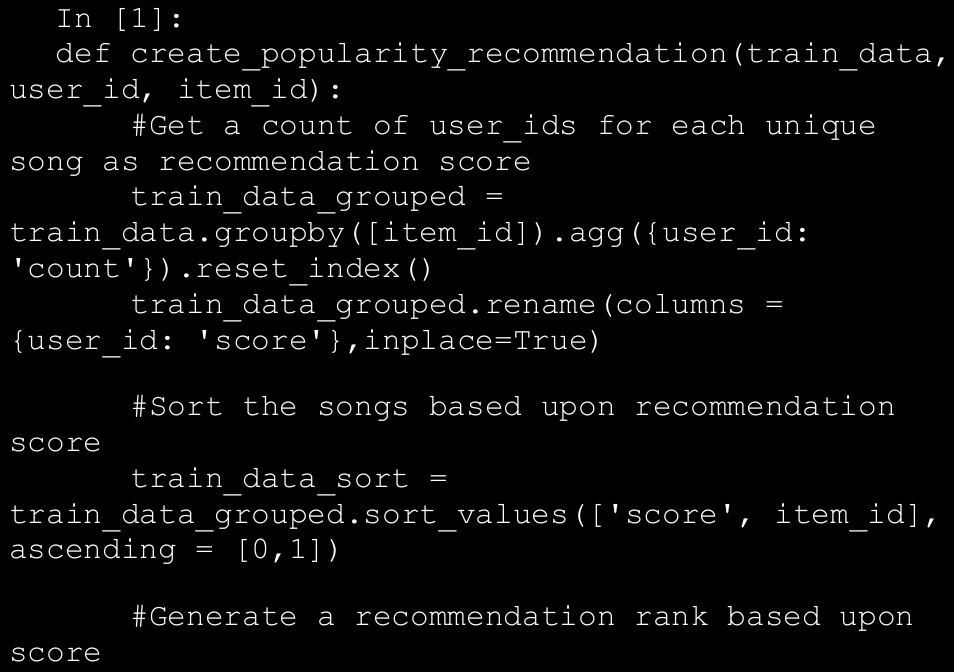 In [1]:
def create_popularity_recommendation(train_data,
user_id, item_id):
#Get a count of user_ids for each unique
song as recommendation score
train_data_grouped =
train_data.groupby([item_id]).agg({user_id:
'count'}).reset_index()
train_data_grouped.rename(columns =
{user_id: 'score'},inplace=True)
#Sort the songs based upon recommendation
score
train_data_sort =
train_data_grouped.sort_values(['score', item_id],
ascending = [0,1])
#Generate a recommendation rank based upon
score